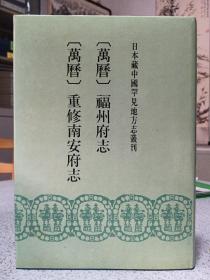 日本藏中國罕見地方志叢刊
〔萬曆〕福州府志
〔萬曆〕重修南安府志